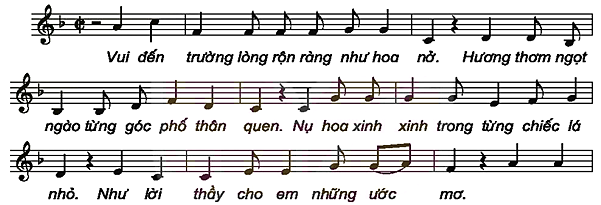 Vui đến trường lòng rộn ràng như hoa nở. Hương thơm ngọt
ngào từng góc phố thân quen. Nụ hoa xinh xinh trong từng chiếc lá
nhỏ. Như lời thầy cho em những ước mơ.